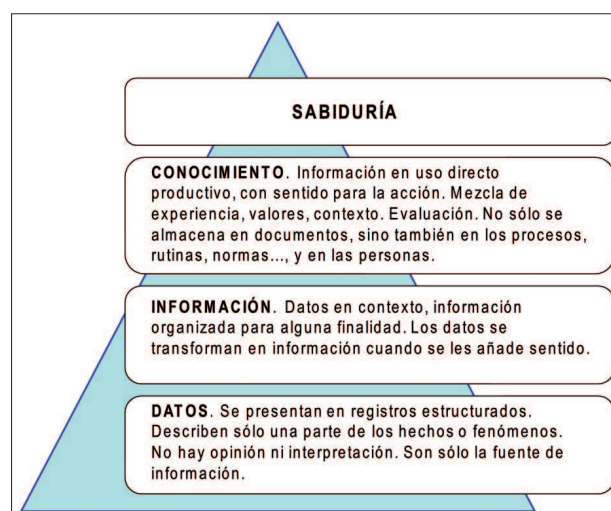 SABIDURÍA
CONOCIMIENTO. Información en uso directo
productivo, con sentido para la acción. Mezcla de
experiencia, valores, contexto. Evaluación. No sólo se
almacena en documentos, sino también en los procesos,
rutinas, normas..., y en las personas.
INFORMACIÓN. Datos en contexto, información
organizada para alguna finalidad. Los datos se
transforman en información cuando se les añade sentido.
DATOS. Se presentan en registros estructurados.
Describen sólo una parte de los hechos o fenómenos.
No hay opinión ni interpretación. Son sólo la fuente de
información.